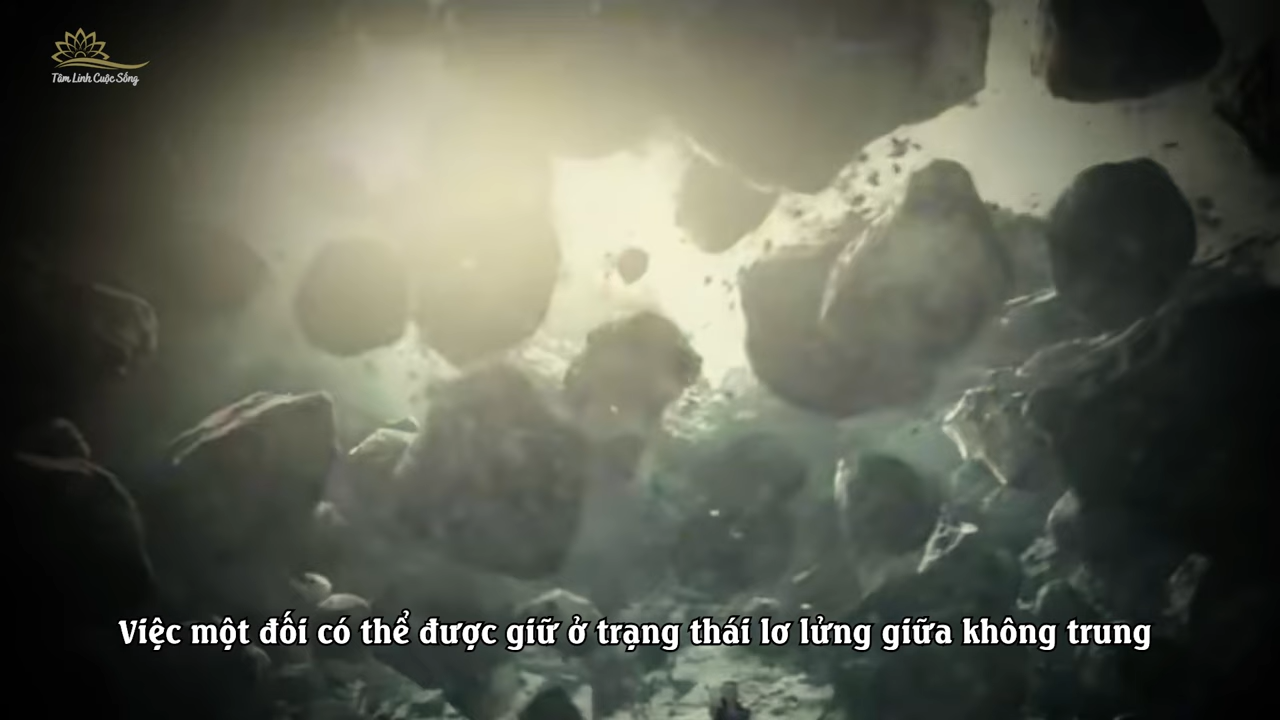 Tâm Linh Cuộc Sống
Việc một đối có thể được giữ ở trạng thái lơ lửng giữa không trung